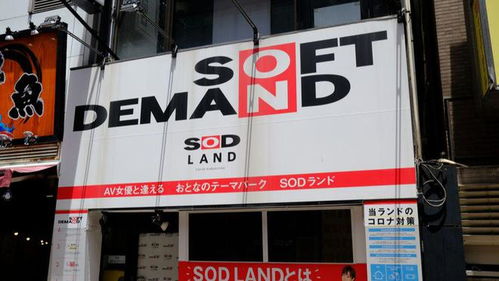 SOFT
DEMAND
ON
SOD
LAND
AV女優と逢える おとなのテーマパーク SODランド
当ランドの
コロナ対策
SOD LANDとは
魚